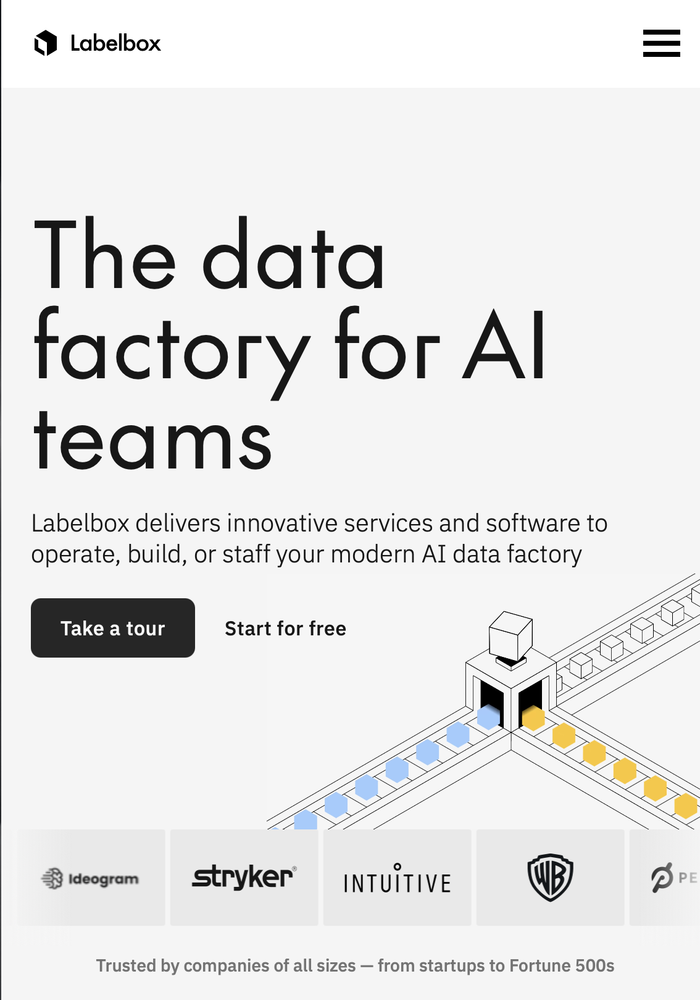 Labelbox
The data
factory for AI
teams
Labelbox delivers innovative services and software to
operate, build, or staff your modern AI data factory
Take a tour
Start for free
Ideogram
stryker®
INTUITIVE
WB
PE
Trusted by companies of all sizes — from startups to Fortune 500s